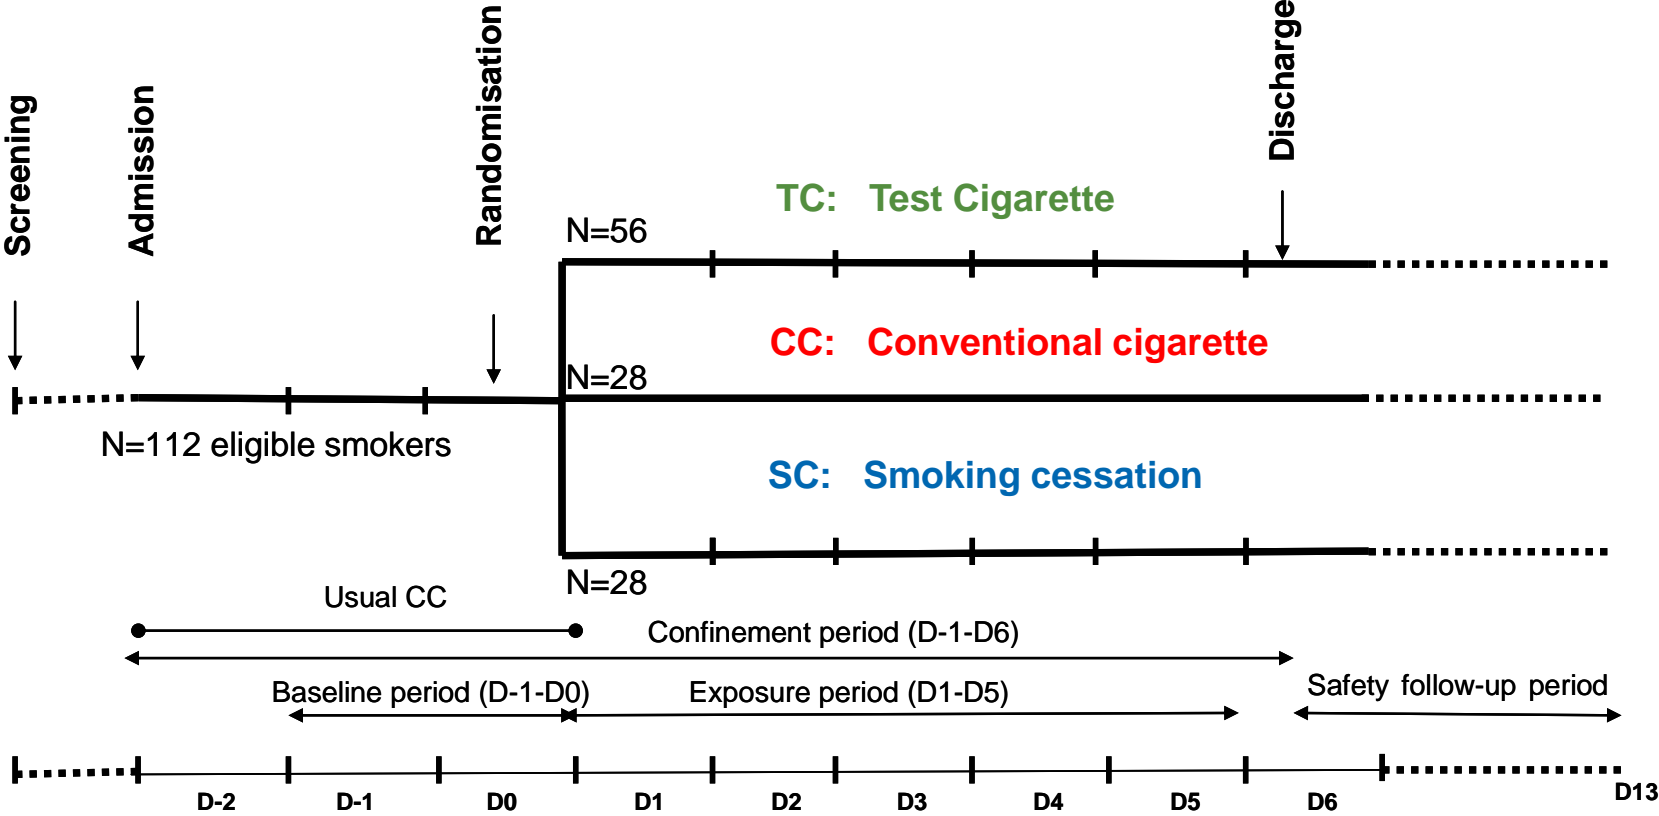 Screening
Admission
Randomisation
Discharge
TC: Test Cigarette
N=56
CC: Conventional cigarette
N=28
N=112 eligible smokers
SC: Smoking cessation
N=28
Usual CC
Confinement period (D-1-D6)
Baseline period (D-1-D0)
Exposure period (D1-D5)
Safety follow-up period
D-2 D-1 D0 D1 D2 D3 D4 D5 D6 D13